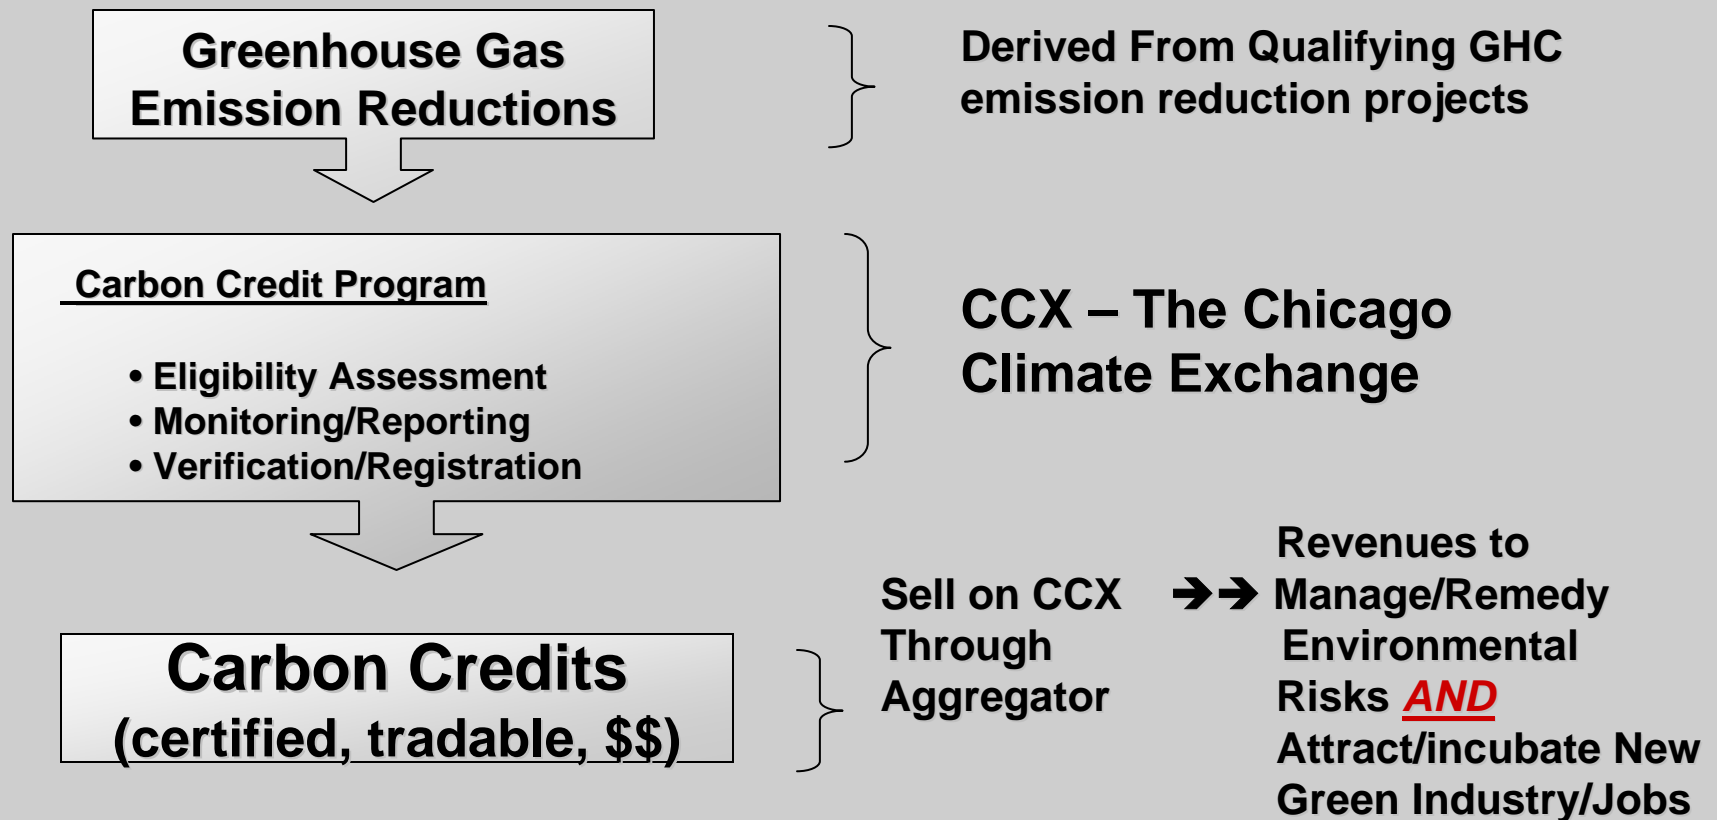 Greenhouse Gas
Emission Reductions
Derived From Qualifying GHC
emission reduction projects
Carbon Credit Program
• Eligibility Assessment
• Monitoring/Reporting
• Verification/Registration
CCX – The Chicago
Climate Exchange
Carbon Credits
(certified, tradable, $$)
Sell on CCX
Through
Aggregator
➔➔
Revenues to
Manage/Remedy
Environmental
Risks AND
Attract/incubate New
Green Industry/Jobs